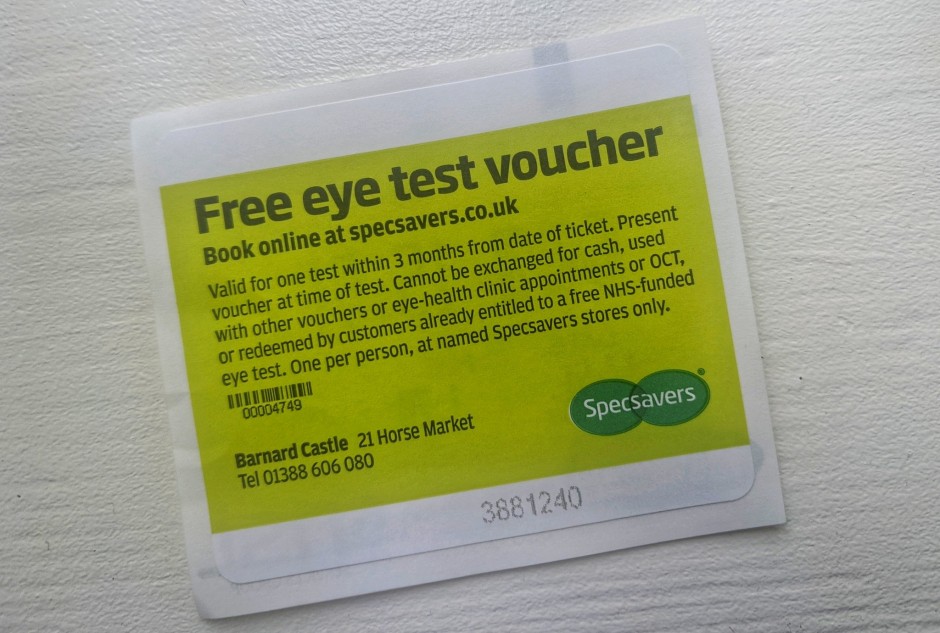 Free eye test voucher
Book online at specsavers.co.uk
Valid for one test within 3 months from date of ticket. Present
voucher at time of test. Cannot be exchanged for cash, used
with other vouchers or eye-health clinic appointments or OCT,
or redeemed by customers already entitled to a free NHS-funded
eye test. One per person, at named Specsavers stores only.
00004749
Specsavers
Barnard Castle 21 Horse Market
Tel 01388 606 080
3881240